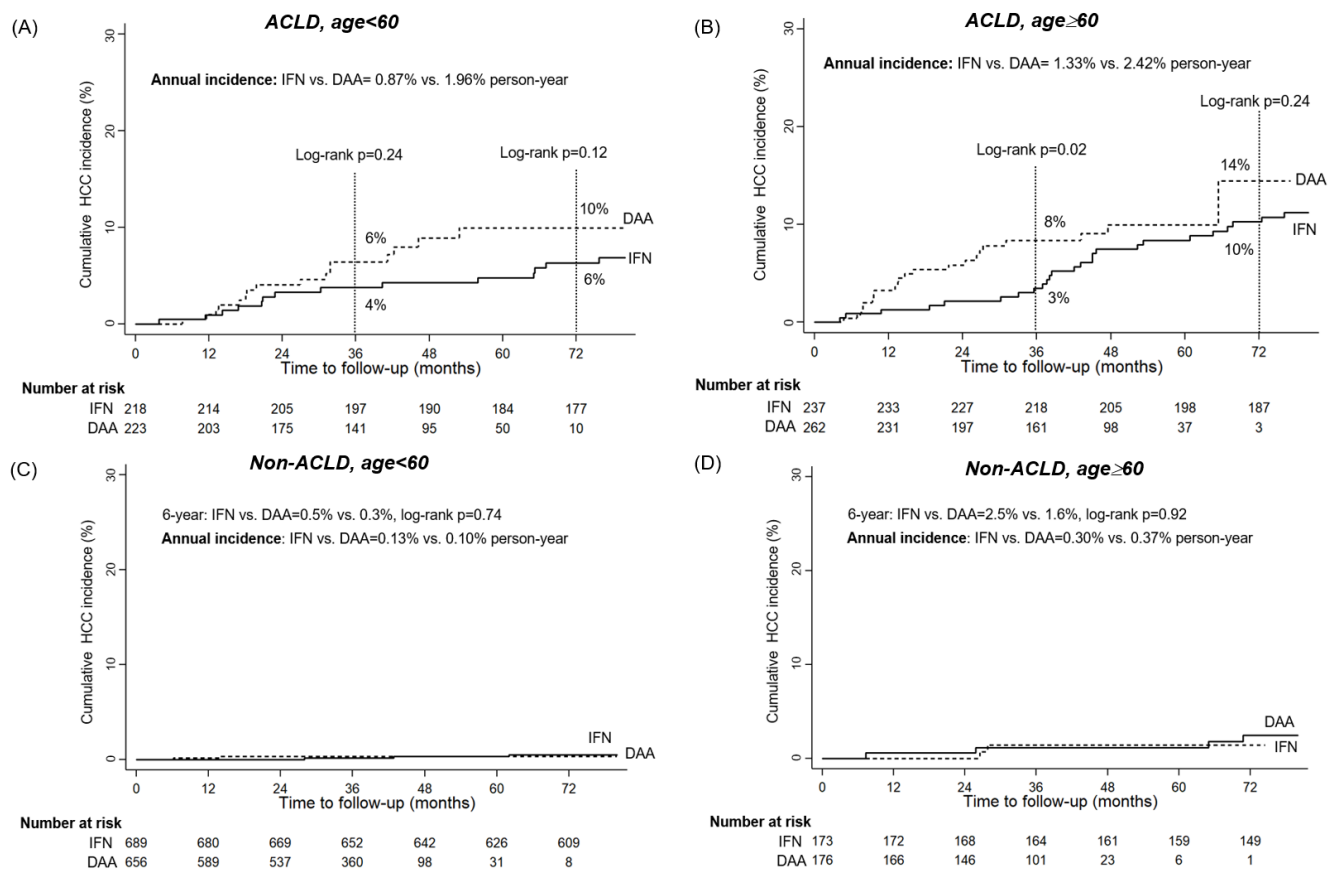 (A)
ACLD, age<60
Cumulative HCC incidence (%)
30
20
10
0
Annual incidence: IFN vs. DAA= 0.87% vs. 1.96% person-year
Log-rank p=0.24
Log-rank p=0.12
6%
4%
10%
6%
DAA
IFN
0 12 24 36 48 60 72
Time to follow-up (months)
Number at risk
IFN 218 214 205 197 190 184 177
DAA 223 203 175 141 95 50 10
(B)
ACLD, age≥60
Cumulative HCC incidence (%)
30
20
10
0
Annual incidence: IFN vs. DAA= 1.33% vs. 2.42% person-year
Log-rank p=0.24
Log-rank p=0.02
14%
8%
3%
10%
DAA
IFN
0 12 24 36 48 60 72
Time to follow-up (months)
Number at risk
IFN 237 233 227 218 205 198 187
DAA 262 231 197 161 98 37 3
(C)
Non-ACLD, age<60
Cumulative HCC incidence (%)
30
20
10
0
6-year: IFN vs. DAA=0.5% vs. 0.3%, log-rank p=0.74
Annual incidence: IFN vs. DAA=0.13% vs. 0.10% person-year
IFN
DAA
0 12 24 36 48 60 72
Time to follow-up (months)
Number at risk
IFN 689 680 669 652 642 626 609
DAA 656 589 537 360 98 31 8
(D)
Non-ACLD, age≥60
Cumulative HCC incidence (%)
30
20
10
0
6-year: IFN vs. DAA=2.5% vs. 1.6%, log-rank p=0.92
Annual incidence: IFN vs. DAA=0.30% vs. 0.37% person-year
DAA
IFN
0 12 24 36 48 60 72
Time to follow-up (months)
Number at risk
IFN 173 172 168 164 161 159 149
DAA 176 166 146 101 23 6 1